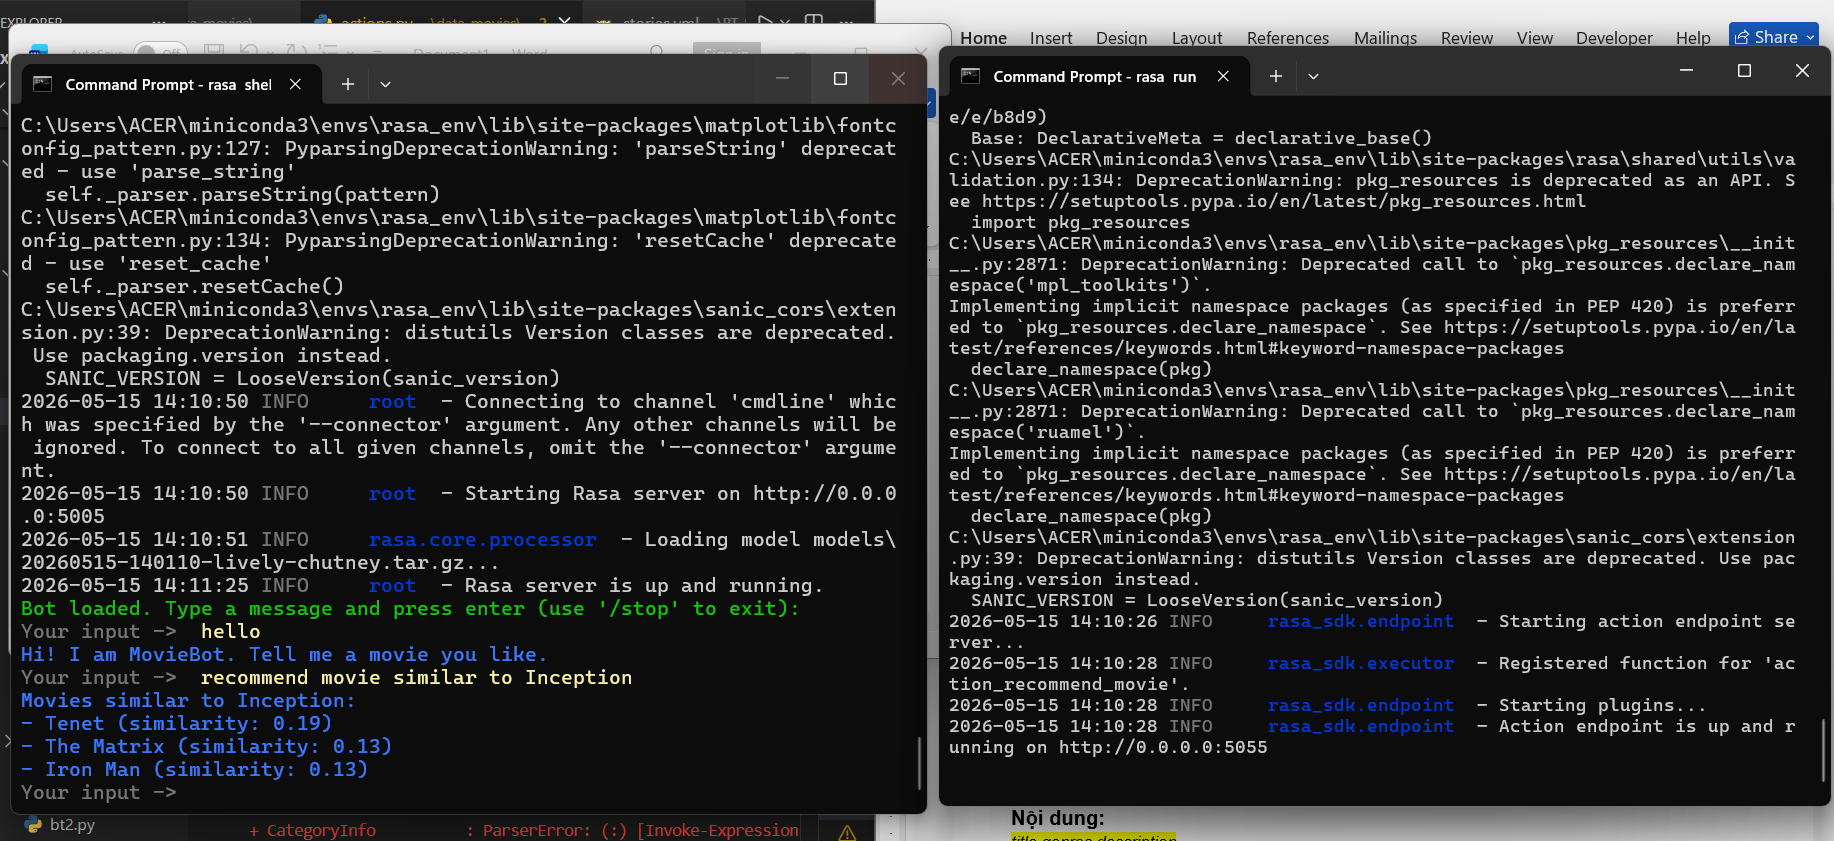 EXPLORER
actions.py
\data_movies\
2
stories.yml
AutoSave
Off
Document1
Word
Sign in
Home Insert Design Layout References Mailings Review View Developer Help Share
Command Prompt - rasa shel
C:\Users\ACER\miniconda3\envs\rasa_env\lib\site-packages\matplotlib\fontc
onfig_pattern.py:127: PyparsingDeprecationWarning: 'parseString' deprecat
ed - use 'parse_string'
self._parser.parseString(pattern)
C:\Users\ACER\miniconda3\envs\rasa_env\lib\site-packages\matplotlib\fontc
onfig_pattern.py:134: PyparsingDeprecationWarning: 'resetCache' deprecate
d - use 'reset_cache'
self._parser.resetCache()
C:\Users\ACER\miniconda3\envs\rasa_env\lib\site-packages\sanic_cors\exten
sion.py:39: DeprecationWarning: distutils Version classes are deprecated.
Use packaging.version instead.
SANIC_VERSION = LooseVersion(sanic_version)
2026-05-15 14:10:50 INFO root - Connecting to channel 'cmdline' whic
h was specified by the '--connector' argument. Any other channels will be
ignored. To connect to all given channels, omit the '--connector' argume
nt.
2026-05-15 14:10:50 INFO root - Starting Rasa server on http://0.0.0
.0:5005
2026-05-15 14:10:51 INFO rasa.core.processor - Loading model models\
20260515-140110-lively-chutney.tar.gz...
2026-05-15 14:11:25 INFO root - Rasa server is up and running.
Bot loaded. Type a message and press enter (use '/stop' to exit):
Your input -> hello
Hi! I am MovieBot. Tell me a movie you like.
Your input -> recommend movie similar to Inception
Movies similar to Inception:
- Tenet (similarity: 0.19)
- The Matrix (similarity: 0.13)
- Iron Man (similarity: 0.13)
Your input ->
Command Prompt - rasa run
e/e/b8d9)
Base: DeclarativeMeta = declarative_base()
C:\Users\ACER\miniconda3\envs\rasa_env\lib\site-packages\rasa\shared\utils\va
lidation.py:134: DeprecationWarning: pkg_resources is deprecated as an API. S
ee https://setuptools.pypa.io/en/latest/pkg_resources.html
import pkg_resources
C:\Users\ACER\miniconda3\envs\rasa_env\lib\site-packages\pkg_resources\__init
__.py:2871: DeprecationWarning: Deprecated call to `pkg_resources.declare_nam
espace('mpl_toolkits')`.
Implementing implicit namespace packages (as specified in PEP 420) is preferr
ed to `pkg_resources.declare_namespace`. See https://setuptools.pypa.io/en/la
test/references/keywords.html#keyword-namespace-packages
declare_namespace(pkg)
C:\Users\ACER\miniconda3\envs\rasa_env\lib\site-packages\pkg_resources\__init
__.py:2871: DeprecationWarning: Deprecated call to `pkg_resources.declare_nam
espace('ruamel')`.
Implementing implicit namespace packages (as specified in PEP 420) is preferr
ed to `pkg_resources.declare_namespace`. See https://setuptools.pypa.io/en/la
test/references/keywords.html#keyword-namespace-packages
declare_namespace(pkg)
C:\Users\ACER\miniconda3\envs\rasa_env\lib\site-packages\sanic_cors\extension
.py:39: DeprecationWarning: distutils Version classes are deprecated. Use pac
kaging.version instead.
SANIC_VERSION = LooseVersion(sanic_version)
2026-05-15 14:10:26 INFO rasa_sdk.endpoint - Starting action endpoint se
rver...
2026-05-15 14:10:28 INFO rasa_sdk.executor - Registered function for 'ac
tion_recommend_movie'.
2026-05-15 14:10:28 INFO rasa_sdk.endpoint - Starting plugins...
2026-05-15 14:10:28 INFO rasa_sdk.endpoint - Action endpoint is up and r
unning on http://0.0.0.0:5055
bt2.py
+ CategoryInfo : ParserError: (:) [Invoke-Expression
Nội dung:
title,genres,description